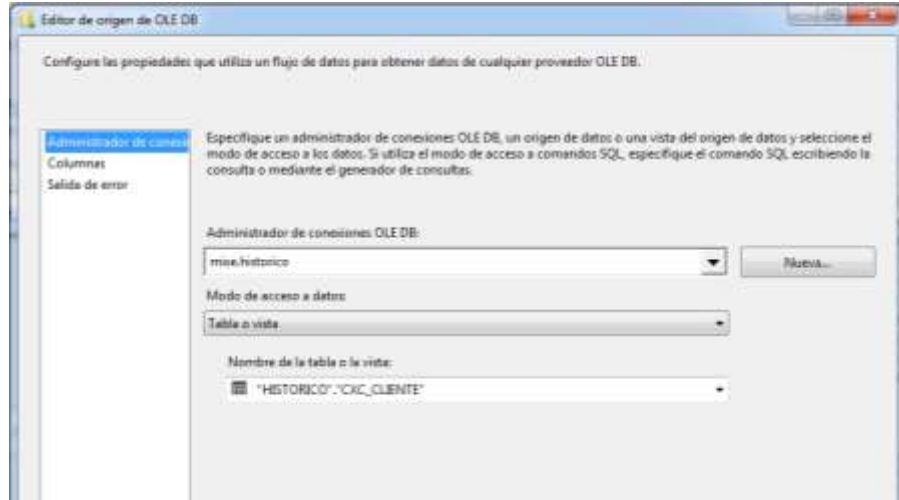 Editor de origen de OLE DB
Configure las propiedades que utiliza un flujo de datos para obtener datos de cualquier proveedor OLE DB.
Administrador de conexi
Columnas
Salida de error
Especifique un administrador de conexiones OLE DB, un origen de datos o una vista del origen de datos y seleccione el
modo de acceso a los datos. Si utiliza el modo de acceso a comandos SQL, especifique el comando SQL escribiendo la
consulta o mediante el generador de consultas.
Administrador de conexiones OLE DB:
.historico
Nueva...
Modo de acceso a datos:
Tabla o vista
Nombre de la tabla o la vista:
"HISTORICO"."CXC_CLIENTE"